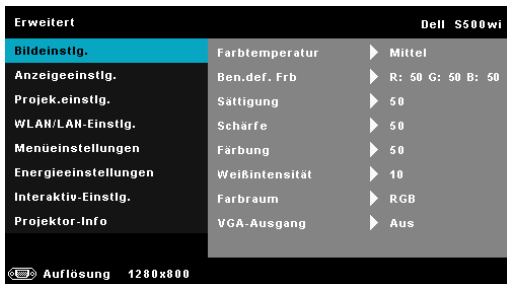 Erweitert Dell S500wi
Bildeinstlg. Farbtemperatur Mittel
Anzeigeeinstlg. Ben.def. Frb R: 50 G: 50 B: 50
Projek.einstlg. Sättigung 50
WLAN/LAN-Einstlg. Schärfe 50
Menüeinstellungen Färbung 50
Energieeinstellungen Weißintensität 10
Interaktiv-Einstlg. Farbraum RGB
Projektor-Info VGA-Ausgang Aus
Auflösung 1280x800